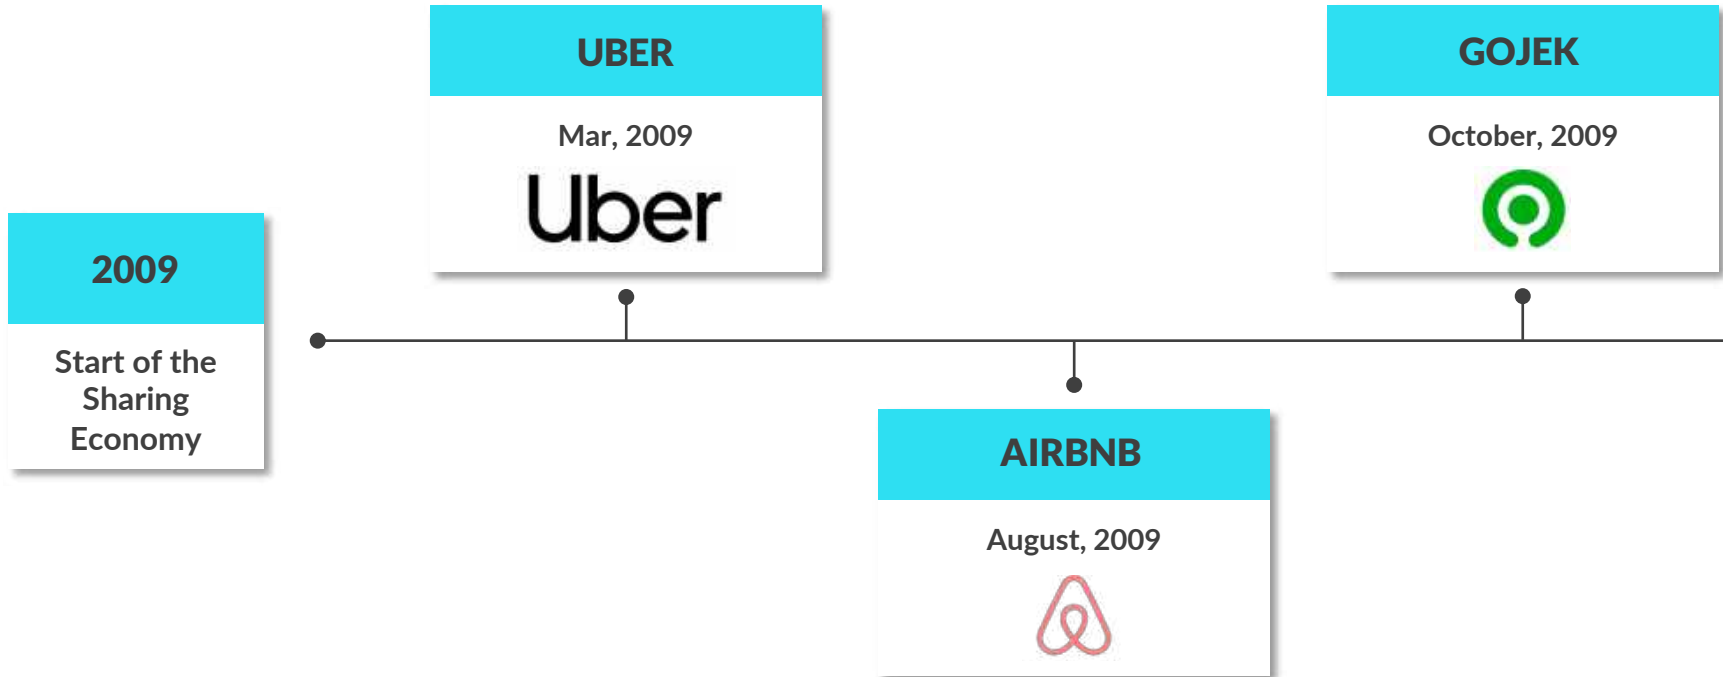 2009
Start of the
Sharing
Economy
UBER
Mar, 2009
Uber
AIRBNB
August, 2009
GOJEK
October, 2009